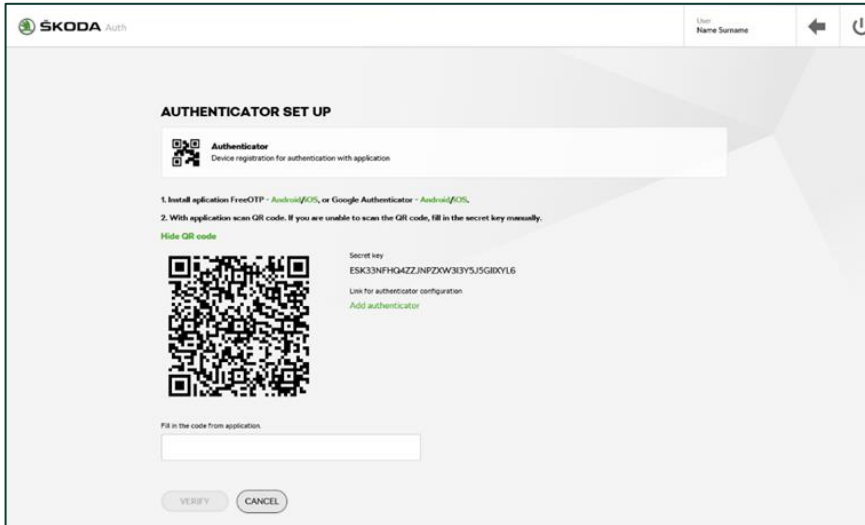 ŠKODA Auth
User
Name Surname
AUTHENTICATOR SET UP
Authenticator
Device registration for authentication with application
1. Install aplication FreeOTP - Android/iOS, or Google Authenticator - Android/iOS.
2. With application scan QR code. If you are unable to scan the QR code, fill in the secret key manually.
Hide QR code
Secret key
ESK33NFHQ4ZZJNPZXW3I3Y5J5GIIXYL6
Link for authenticator configuration
Add authenticator
Fill in the code from application.
VERIFY
CANCEL